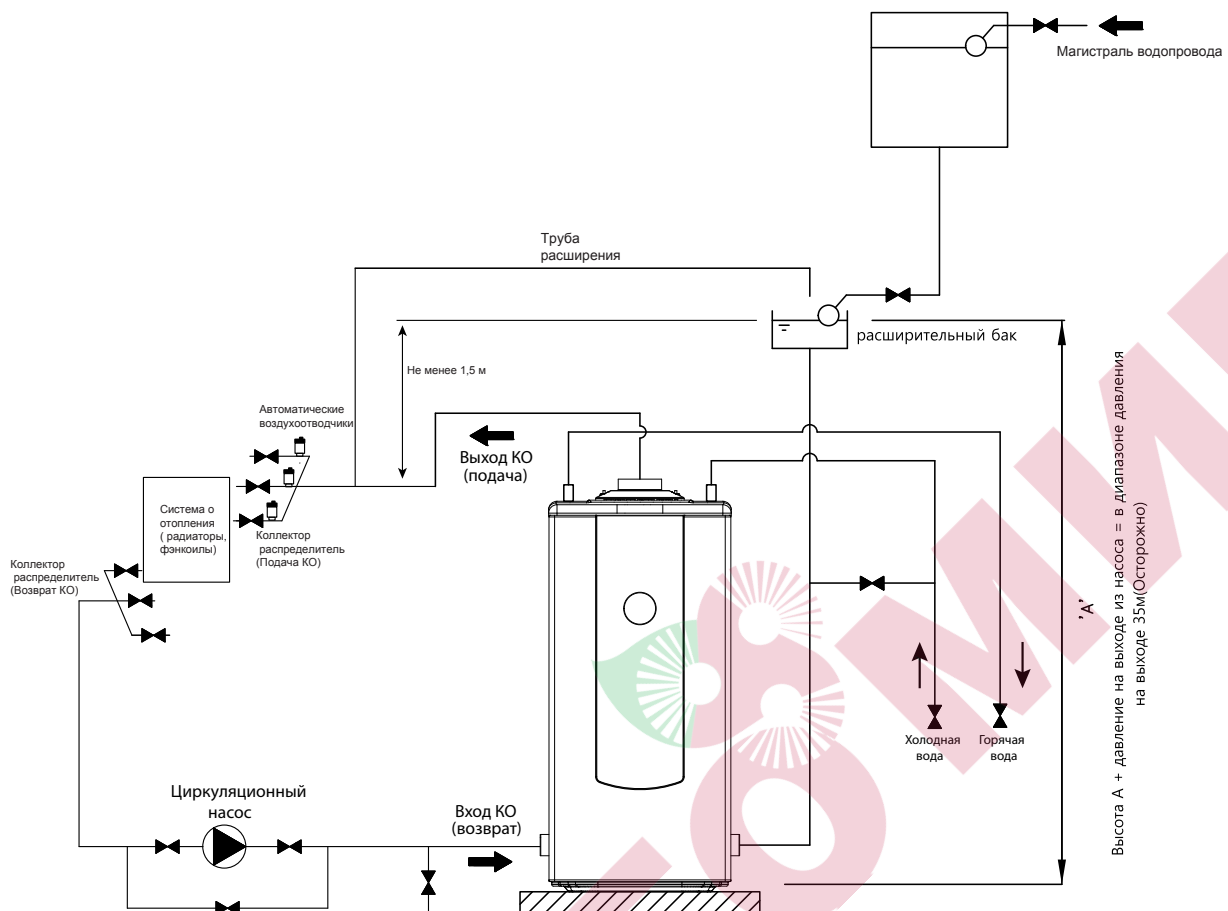 Магистраль водопровода
Труба
расширения
расширительный бак
Не менее 1,5 м
Автоматические
воздухоотводчики
Выход КО
(подача)
Система о
отопления
( радиаторы,
фэнкоилы)
Коллектор
распределитель
(Подача КО)
Коллектор
распределитель
(Возврат КО)
'A'
Высота А + давление на выходе из насоса = в диапазоне давления
на выходе 35м(Осторожно)
Холодная
вода
Горячая
вода
Циркуляционный
насос
Вход КО
(возврат)